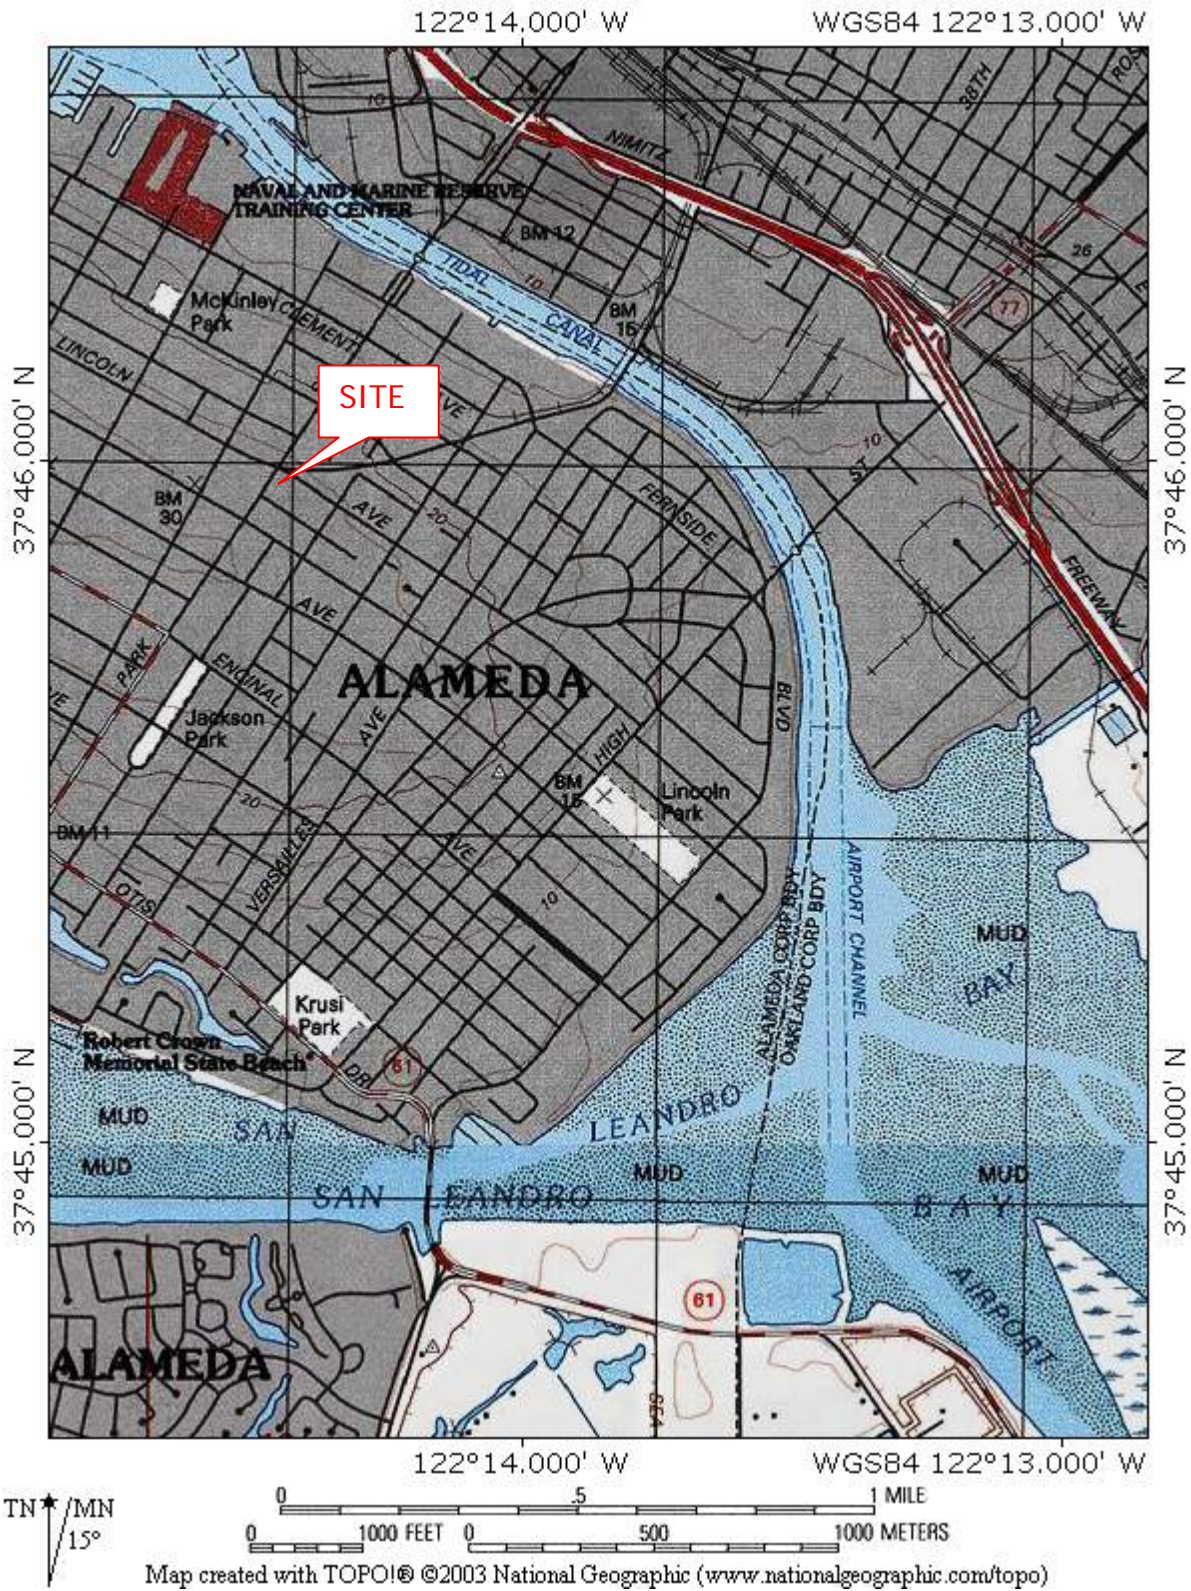 122°14.000' W
WGS84 122°13.000' W
10
NIMITZ
38TH
NAVAL AND MARINE RESERVE
TRAINING CENTER
BM 12
26
TIDAL
10
77
McKinley
Park
CLEMENT
BM
15
CANAL
LINCOLN
AVE
SITE
37°46.000' N
37°46.000' N
10
ST
BM
30
AVE
20
FERNSIDE
FREEWAY
AVE
PARK
ENCINAL
ALAMEDA
BLVD
Jackson
Park
AVE
HIGH
BM
Lincoln
Park
20
BM 11
VERSAILLES
AVE
AIRPORT CHANNEL
OTIS
10
ALAMEDA CORP BDY
OAKLAND CORP BDY
MUD
BAY
Krusi
Park
Robert Crown
Memorial State Beach
DR
61
MUD
SAN
LEANDRO
37°45.000' N
37°45.000' N
MUD
MUD
MUD
SAN LEANDRO
BAY
AIRPORT
61
ALAMEDA
122°14.000' W
WGS84 122°13.000' W
TN
MN
15°
0 .5 1 MILE
0 1000 FEET 0 500 1000 METERS
Map created with TOPO!® ©2003 National Geographic (www.nationalgeographic.com/topo)